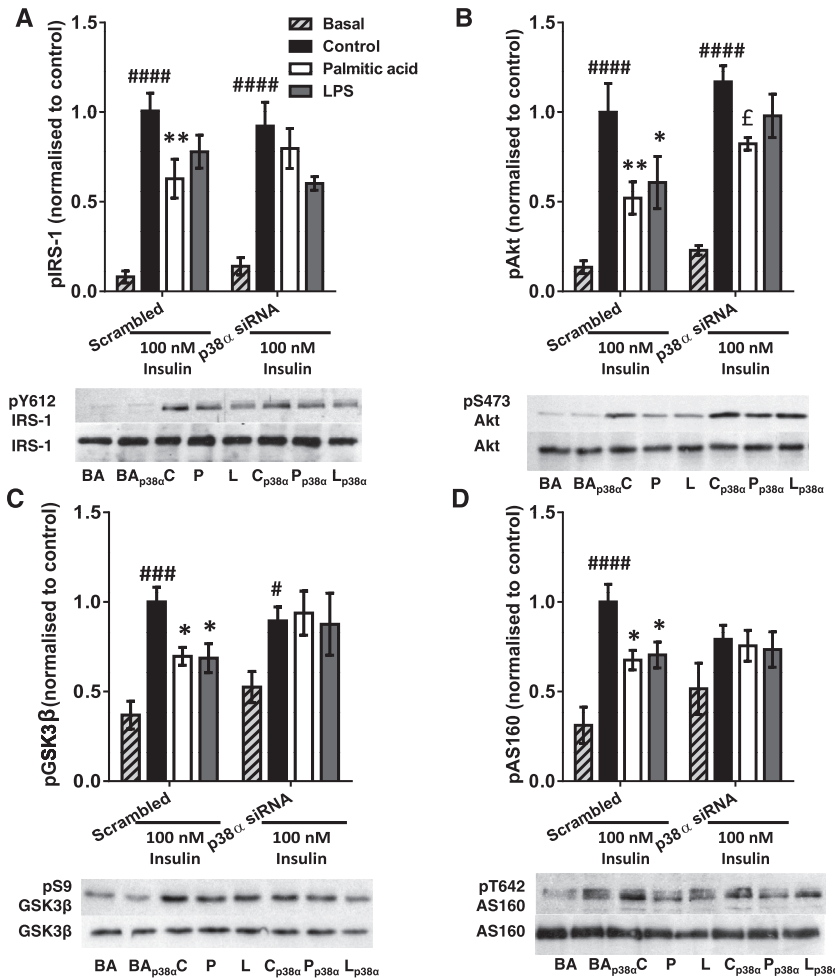 A
1.5
1.0
0.5
0.0
pIRS-1 (normalised to control)
Basal
Control
Palmitic acid
LPS
####
**
####
Scrambled
p38α siRNA
100 nM
Insulin
100 nM
Insulin
pY612
IRS-1
IRS-1
BA BAp38α C P L Cp38α Pp38α Lp38α
B
1.5
1.0
0.5
0.0
pAkt (normalised to control)
####
**
*
####
£
Scrambled
p38α siRNA
100 nM
Insulin
100 nM
Insulin
pS473
Akt
Akt
BA BAp38α C P L Cp38α Pp38α Lp38α
C
1.5
1.0
0.5
0.0
pGSK3β (normalised to control)
###
*
*
#
Scrambled
p38α siRNA
100 nM
Insulin
100 nM
Insulin
pS9
GSK3β
GSK3β
BA BAp38α C P L Cp38α Pp38α Lp38α
D
1.5
1.0
0.5
0.0
pAS160 (normalised to control)
####
*
*
Scrambled
p38α siRNA
100 nM
Insulin
100 nM
Insulin
pT642
AS160
AS160
BA BAp38α C P L Cp38α Pp38α Lp38α